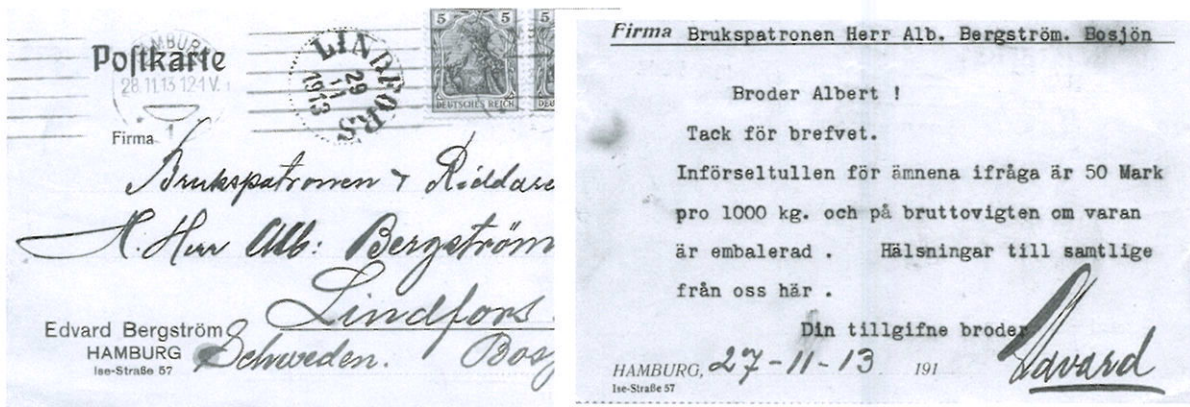 Postkarte
HAMBURG
28.11.13.12-1 V.
LINDFORS
29
11
1913
5 5
DEUTSCHES REICH
5
Firma
Brukspatronen & Riddare
H. Herr Alb: Bergström
Lindfors
Schweden.
Edvard Bergström
HAMBURG
Ise-Straße 57
Firma Brukspatronen Herr Alb. Bergström. Bosjön
Broder Albert !
Tack för brefvet.
Införseltullen för ämnena ifråga är 50 Mark
pro 1000 kg. och på bruttovigten om varan
är embalerad . Hälsningar till samtlige
från oss här .
Din tillgifne broder
Edvard
HAMBURG, 27-11-13 191
Ise-Straße 57